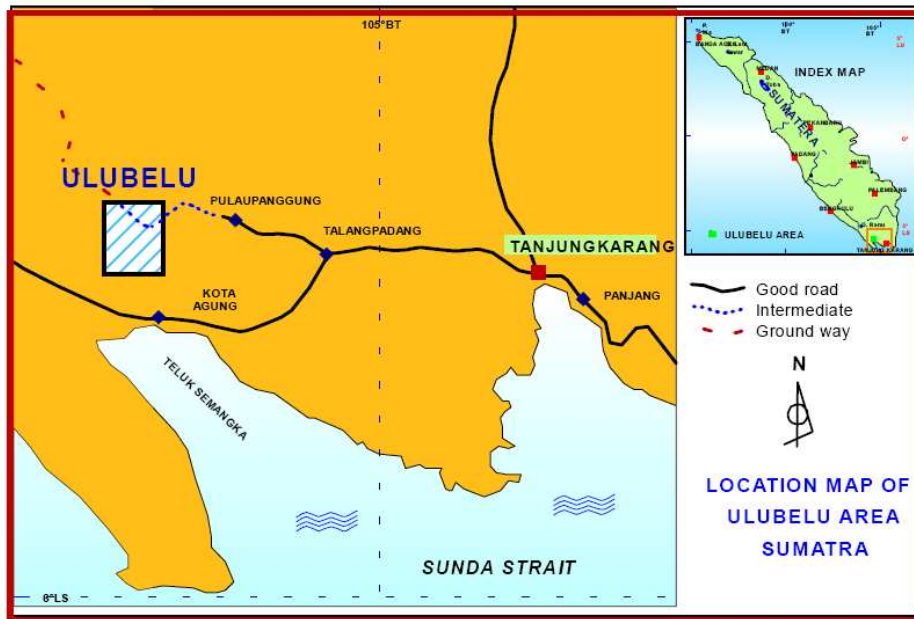 105°BT
ULUBELU
PULAUPANGGUNG
TALANGPADANG
TANJUNGKARANG
KOTA
AGUNG
PANJANG
TELUK SEMANGKA
SUNDA STRAIT
6°LS
INDEX MAP
MEDAN
SUMATERA
PEKANBARU
PADANG
JAMBI
PALEMBANG
BENGKULU
TANJUNG KARANG
ULUBELU AREA
Good road
Intermediate
Ground way
N
LOCATION MAP OF
ULUBELU AREA
SUMATRA